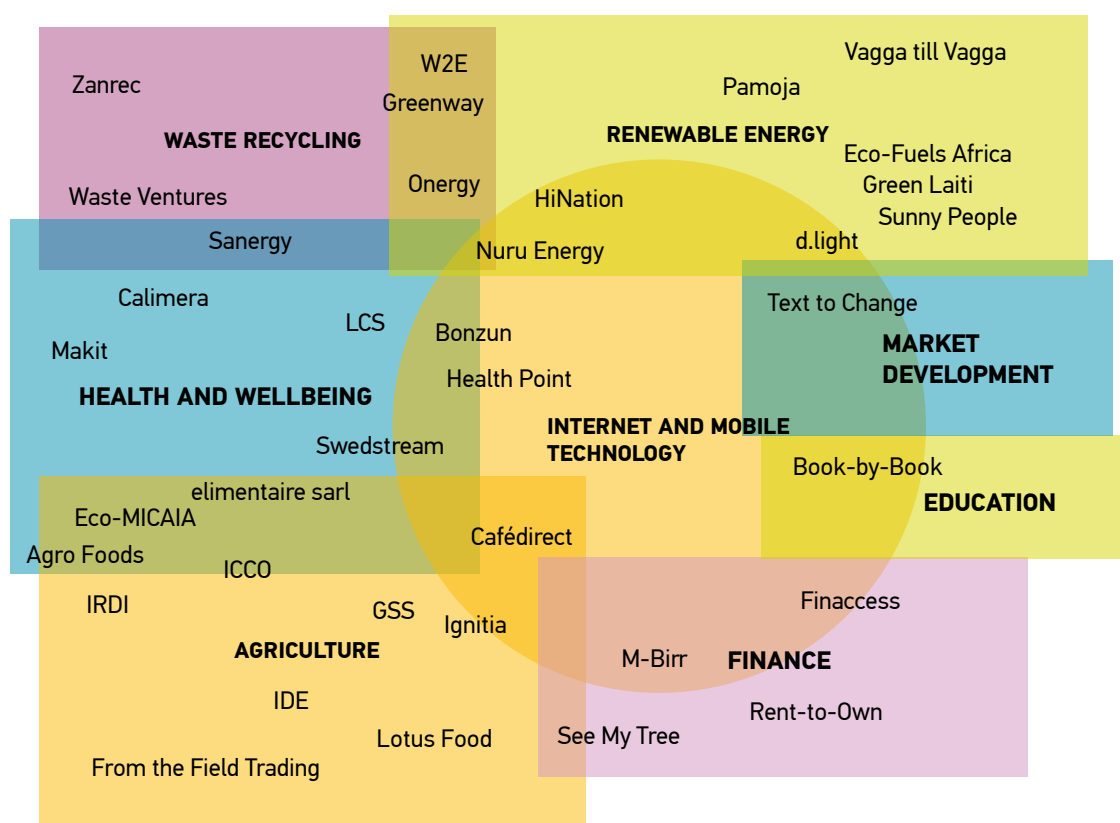 Vagga till Vagga
W2E
Zanrec
Pamoja
Greenway
WASTE RECYCLING
RENEWABLE ENERGY
Eco-Fuels Africa
Onergy
Green Laiti
Waste Ventures
HiNation
Sunny People
Sanergy
Nuru Energy
d.light
Calimera
Text to Change
LCS
Bonzun
MARKET
DEVELOPMENT
Makit
Health Point
HEALTH AND WELLBEING
INTERNET AND MOBILE
TECHNOLOGY
Swedstream
Book-by-Book
elimentaire sarl
EDUCATION
Eco-MICAIA
Cafédirect
Agro Foods
ICCO
IRDI
GSS
Ignitia
Finaccess
AGRICULTURE
M-Birr
FINANCE
IDE
Rent-to-Own
Lotus Food
See My Tree
From the Field Trading